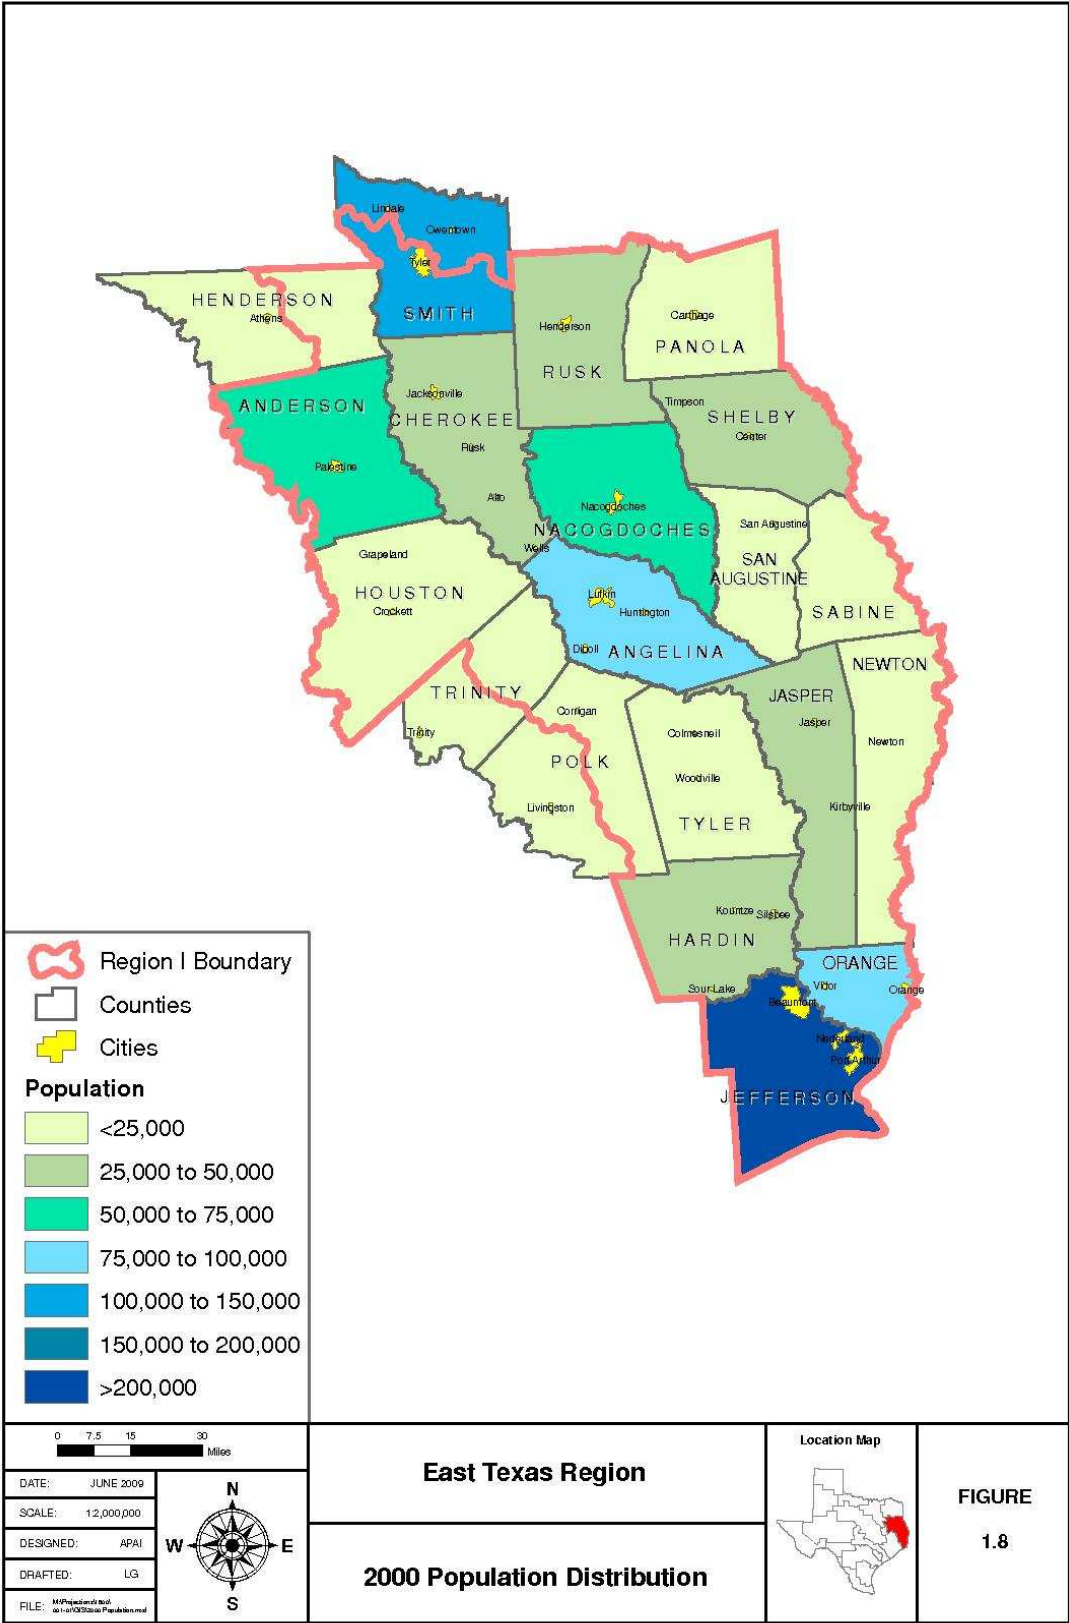 Lindale
Owentown
Tyler
SMITH
HENDERSON
Athens
Henderson
RUSK
Carthage
PANOLA
ANDERSON
Palestine
Jacksonville
CHEROKEE
Rusk
Alto
Wells
Timpson
SHELBY
Center
Nacogdoches
NACOGDOCHES
San Augustine
SAN
AUGUSTINE
SABINE
Grapeland
HOUSTON
Crockett
Lufkin
Huntington
Diboll
ANGELINA
TRINITY
Trinity
Corrigan
POLK
Livingston
Colmesneil
Woodville
TYLER
JASPER
Jasper
Kirbyville
NEWTON
Newton
Kountze
Silsbee
HARDIN
Sour Lake
ORANGE
Vidor
Orange
Beaumont
Nederland
Port Arthur
JEFFERSON
Region I Boundary
Counties
Cities
Population
<25,000
25,000 to 50,000
50,000 to 75,000
75,000 to 100,000
100,000 to 150,000
150,000 to 200,000
>200,000
0 7.5 15 30
Miles
DATE: JUNE 2009
SCALE: 1:2,000,000
DESIGNED: APAI
DRAFTED: LG
FILE:
N
W E
S
East Texas Region
2000 Population Distribution
Location Map
FIGURE
1.8